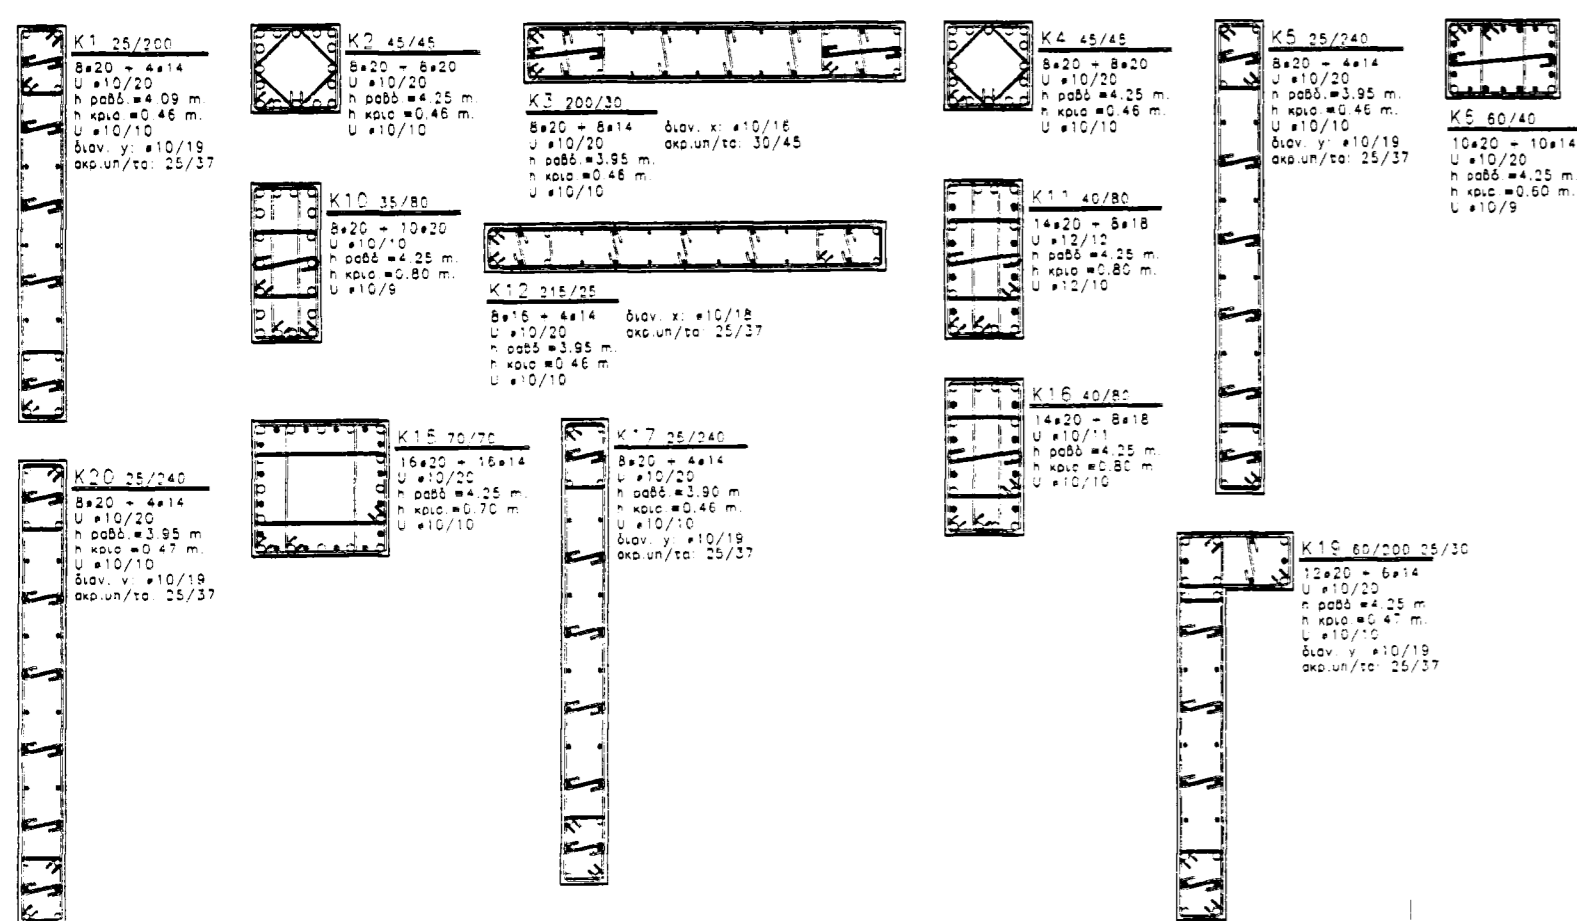 K1 25/200
8ø20 + 4ø14
U ø10/20
h ραβδ.=4.09 m.
h κρισ.=0.46 m.
U ø10/10
διαν. y: ø10/19
ακρ.υπ/τα: 25/37
K2 45/45
8ø20 + 8ø20
U ø10/20
h ραβδ.=4.25 m.
h κρισ.=0.46 m.
U ø10/10
K3 200/30
8ø20 + 8ø14
U ø10/20
h ραβδ.=3.95 m.
h κρισ.=0.46 m.
U ø10/10
διαν. x: ø10/16
ακρ.υπ/τα: 30/45
K4 45/45
8ø20 + 8ø20
U ø10/20
h ραβδ.=4.25 m.
h κρισ.=0.46 m.
U ø10/10
K5 25/240
8ø20 + 4ø14
U ø10/20
h ραβδ.=3.95 m.
h κρισ.=0.46 m.
U ø10/10
διαν. y: ø10/19
ακρ.υπ/τα: 25/37
60/40
10ø20 + 10ø14
U ø10/20
h ραβδ.=4.25 m.
h κρισ.=0.60 m.
U ø10/9
K10 35/80
8ø20 + 10ø20
U ø10/10
h ραβδ.=4.25 m.
h κρισ.=0.80 m.
U ø10/9
K11 40/80
14ø20 + 8ø18
U ø12/12
h ραβδ.=4.25 m.
h κρισ.=0.80 m.
U ø12/10
K12 215/25
8ø16 + 4ø14
U ø10/20
h ραβδ.=3.95 m.
h κρισ.=0.46 m
U ø10/10
διαν. x: ø10/18
ακρ.υπ/τα: 25/37
K16 40/80
14ø20 + 8ø18
U ø10/11
h ραβδ.=4.25 m.
h κρισ.=0.80 m
U ø10/10
70/70
16ø20 + 16ø14
U ø10/20
h ραβδ.=4.25 m.
h κρισ.=0.70 m
U ø10/10
K17 25/240
8ø20 + 4ø14
U ø10/20
h ραβδ.=3.90 m
h κρισ.=0.46 m.
U ø10/10
διαν. y: ø10/19
ακρ.υπ/τα: 25/37
K20 25/240
8ø20 + 4ø14
U ø10/20
h ραβδ.=3.95 m
h κρισ.=0.47 m.
U ø10/10
διαν. y: ø10/19
ακρ.υπ/τα: 25/37
K19 60/200 25/30
12ø20 + 6ø14
U ø10/20
h ραβδ.=4.25 m
h κρισ.=0.47 m.
U ø10/10
διαν. y: ø10/19
ακρ.υπ/τα: 25/37